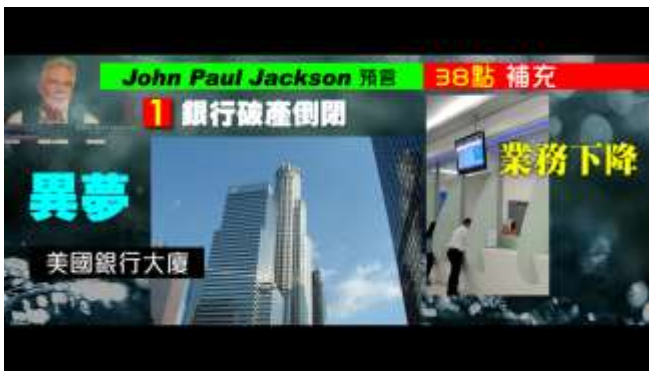 John Paul Jackson 預言
38點 補充
1 銀行破產倒閉
業務下降
異夢
美國銀行大廈